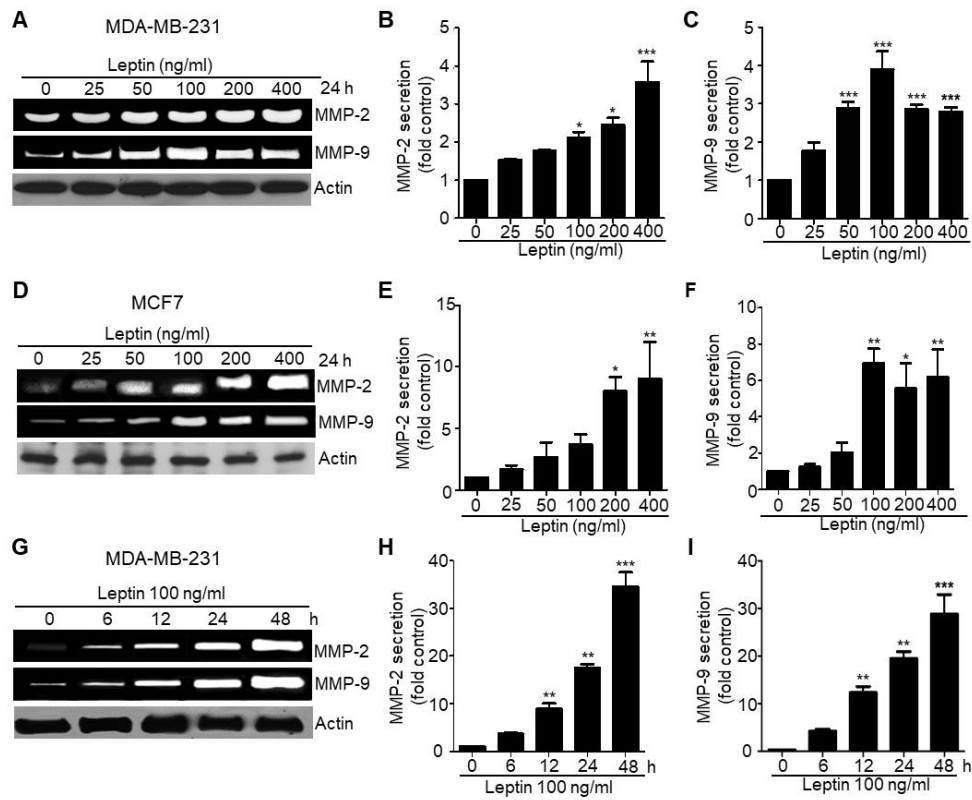 A
MDA-MB-231
Leptin (ng/ml)
0 25 50 100 200 400 24 h
MMP-2
MMP-9
Actin
B
MMP-2 secretion
(fold control)
5
4
3
2
1
0
* * ***
0 25 50 100 200 400
Leptin (ng/ml)
C
MMP-9 secretion
(fold control)
5
4
3
2
1
0
*** *** *** ***
0 25 50 100 200 400
Leptin (ng/ml)
D
MCF7
Leptin (ng/ml)
0 25 50 100 200 400 24 h
MMP-2
MMP-9
Actin
E
MMP-2 secretion
(fold control)
15
10
5
0
* **
0 25 50 100 200 400
Leptin (ng/ml)
F
MMP-9 secretion
(fold control)
10
8
6
4
2
0
** * **
0 25 50 100 200 400
Leptin (ng/ml)
G
MDA-MB-231
Leptin 100 ng/ml
0 6 12 24 48 h
MMP-2
MMP-9
Actin
H
MMP-2 secretion
(fold control)
40
30
20
10
0
** ** ***
0 6 12 24 48 h
Leptin 100 ng/ml
I
MMP-9 secretion
(fold control)
40
30
20
10
0
** ** ***
0 6 12 24 48 h
Leptin 100 ng/ml